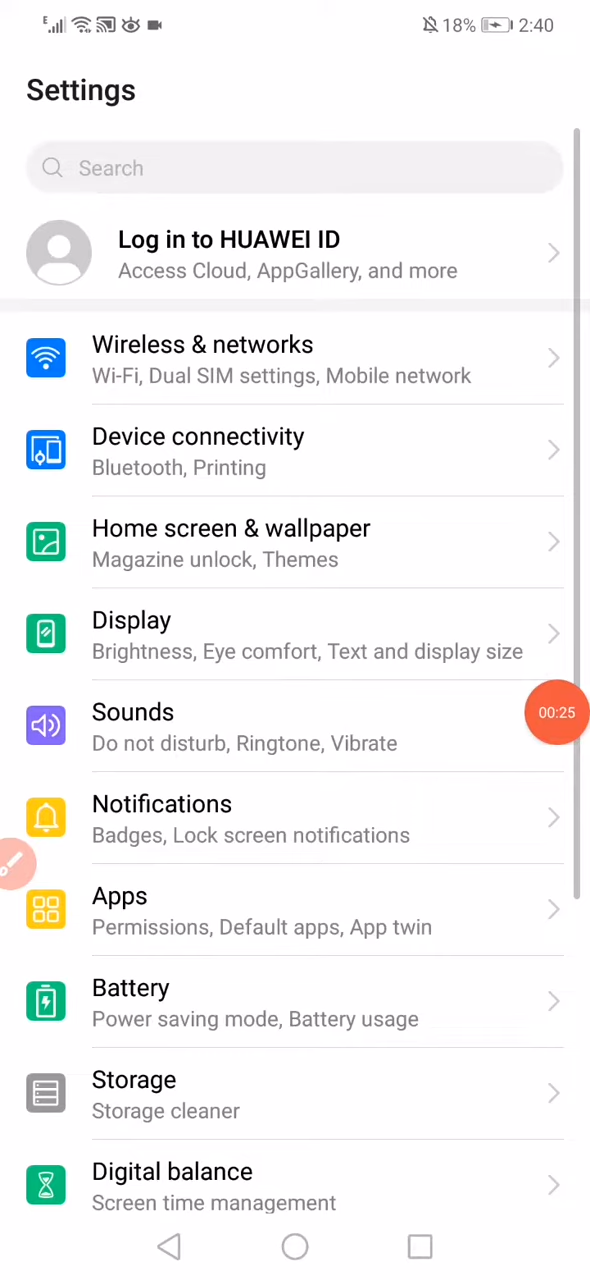 E 18% 2:40
Settings
Search
Log in to HUAWEI ID
Access Cloud, AppGallery, and more
Wireless & networks
Wi-Fi, Dual SIM settings, Mobile network
Device connectivity
Bluetooth, Printing
Home screen & wallpaper
Magazine unlock, Themes
Display
Brightness, Eye comfort, Text and display size
Sounds
00:25
Do not disturb, Ringtone, Vibrate
Notifications
Badges, Lock screen notifications
Apps
Permissions, Default apps, App twin
Battery
Power saving mode, Battery usage
Storage
Storage cleaner
Digital balance
Screen time management